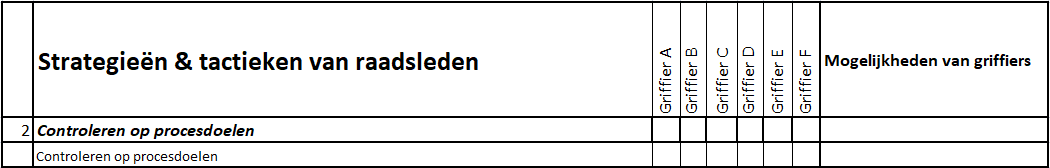 Strategieën & tactieken van raadsleden
Griffier A
Griffier B
Griffier C
Griffier D
Griffier E
Griffier F
Mogelijkheden van griffiers
2 Controleren op procesdoelen
Controleren op procesdoelen